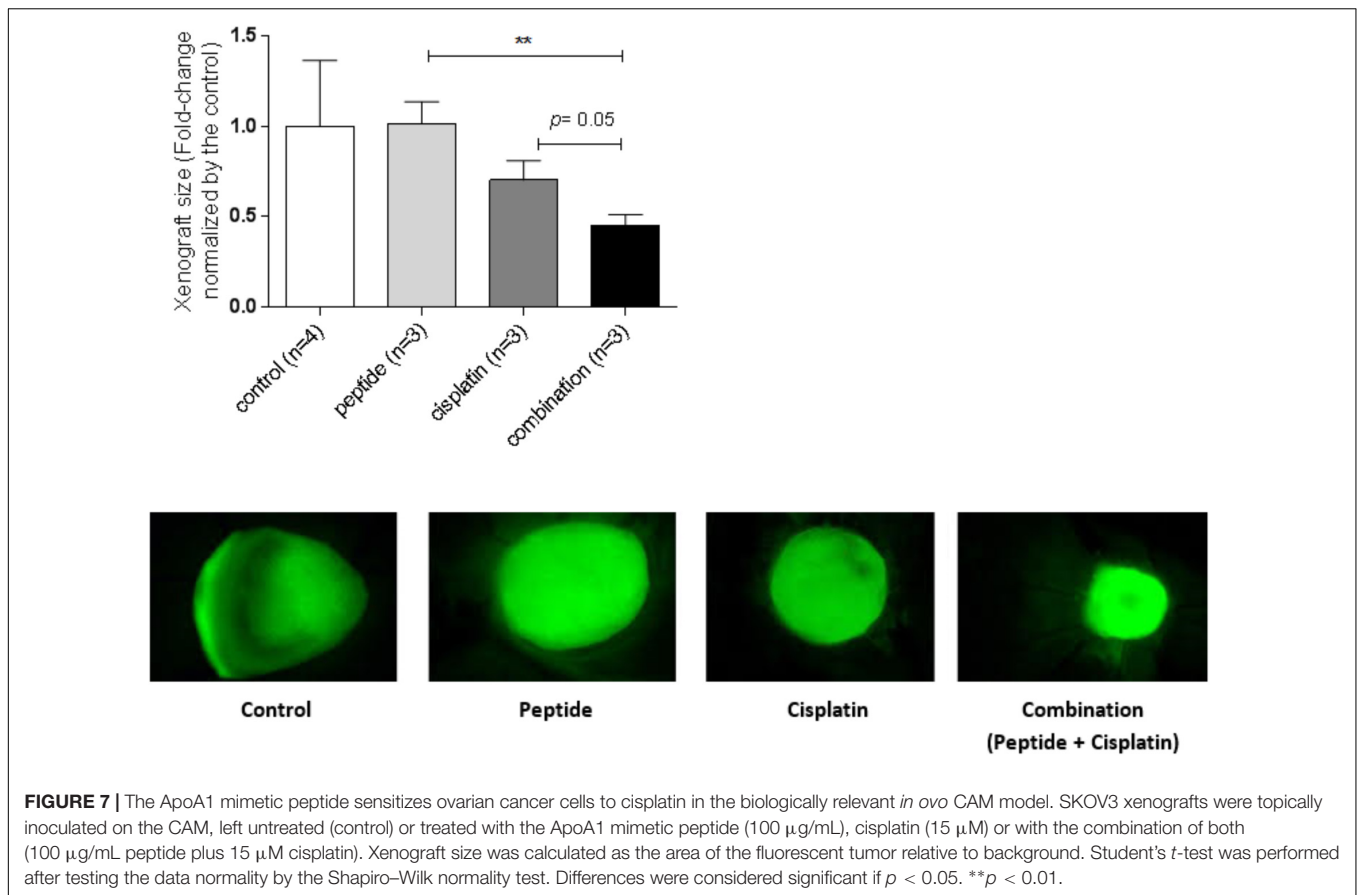 1.5
**
p= 0.05
1.0
0.5
0.0
Xenograft size (Fold-change
normalized by the control)
control (n=4)
peptide (n=3)
cisplatin (n=3)
combination (n=3)
Control
Peptide
Cisplatin
Combination
(Peptide + Cisplatin)
FIGURE 7 | The ApoA1 mimetic peptide sensitizes ovarian cancer cells to cisplatin in the biologically relevant in ovo CAM model. SKOV3 xenografts were topically
inoculated on the CAM, left untreated (control) or treated with the ApoA1 mimetic peptide (100 μg/mL), cisplatin (15 μM) or with the combination of both
(100 μg/mL peptide plus 15 μM cisplatin). Xenograft size was calculated as the area of the fluorescent tumor relative to background. Student's t-test was performed
after testing the data normality by the Shapiro–Wilk normality test. Differences were considered significant if p < 0.05. **p < 0.01.